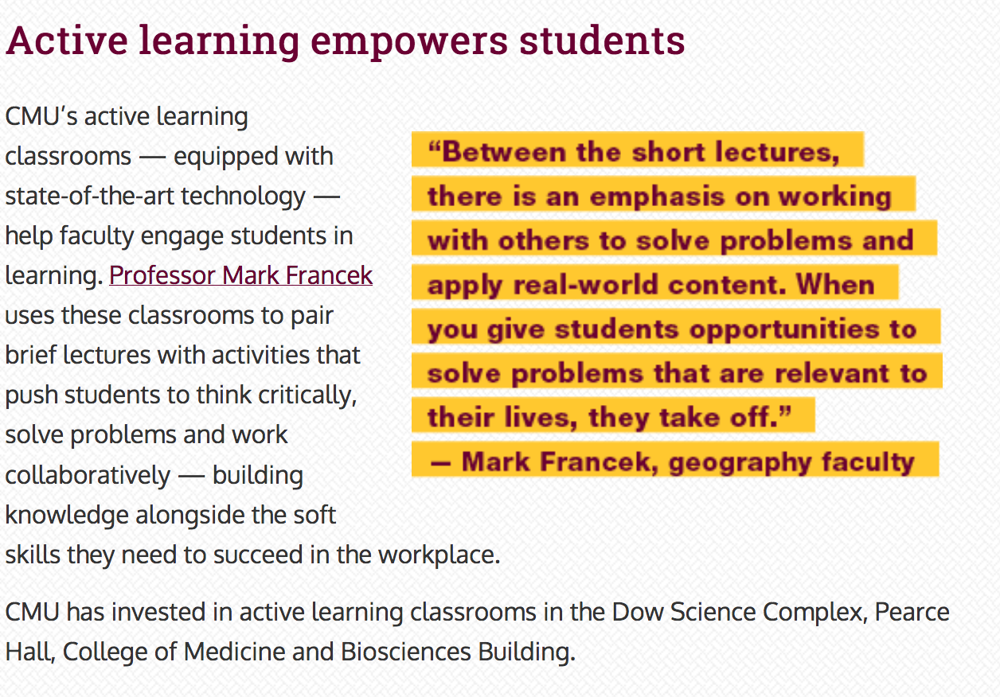 Active learning empowers students
CMU’s active learning
classrooms — equipped with
state-of-the-art technology —
help faculty engage students in
learning. Professor Mark Francek
uses these classrooms to pair
brief lectures with activities that
push students to think critically,
solve problems and work
collaboratively — building
knowledge alongside the soft
skills they need to succeed in the workplace.
“Between the short lectures,
there is an emphasis on working
with others to solve problems and
apply real-world content. When
you give students opportunities to
solve problems that are relevant to
their lives, they take off.”
— Mark Francek, geography faculty
CMU has invested in active learning classrooms in the Dow Science Complex, Pearce
Hall, College of Medicine and Biosciences Building.